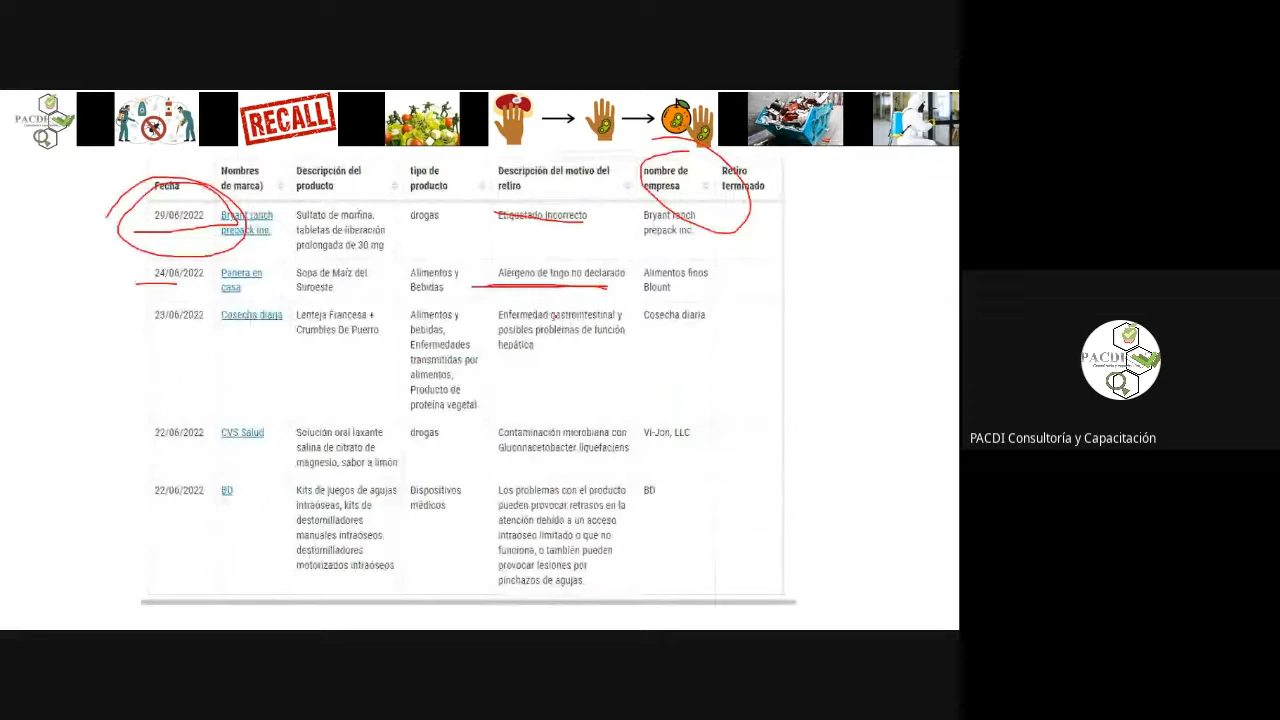 PACDI
RECALL
Fecha
Nombres
de marca)
Descripción del
producto
tipo de
producto
Descripción del motivo del
retiro
nombre de
empresa
Retiro
terminado
29/06/2022
Bryant ranch
prepack inc.
Sulfato de morfina,
tabletas de liberación
prolongada de 30 mg
drogas
Etiquetado incorrecto
Bryant ranch
prepack inc.
24/06/2022
Panera en
casa
Sopa de Maíz del
Suroeste
Alimentos y
Bebidas
Alérgeno de trigo no declarado
Alimentos finos
Blount
23/06/2022
Cosecha diaria
Lenteja Francesa +
Crumbles De Puerro
Alimentos y
bebidas,
Enfermedades
transmitidas por
alimentos,
Producto de
proteína vegetal
Enfermedad gastrointestinal y
posibles problemas de función
hepática
Cosecha diaria
22/06/2022
CVS Salud
Solución oral laxante
salina de citrato de
magnesio, sabor a limón
drogas
Contaminación microbiana con
Gluconacetobacter liquefaciens
Vi-Jon, LLC
22/06/2022
BD
Kits de juegos de agujas
intraóseas, kits de
destornilladores
manuales intraóseos,
destornilladores
motorizados intraóseos
Dispositivos
médicos
Los problemas con el producto
pueden provocar retrasos en la
atención debido a un acceso
intraóseo limitado o que no
funciona, o también pueden
provocar lesiones por
pinchazos de agujas.
BD
PACDI
PACDI Consultoría y Capacitación